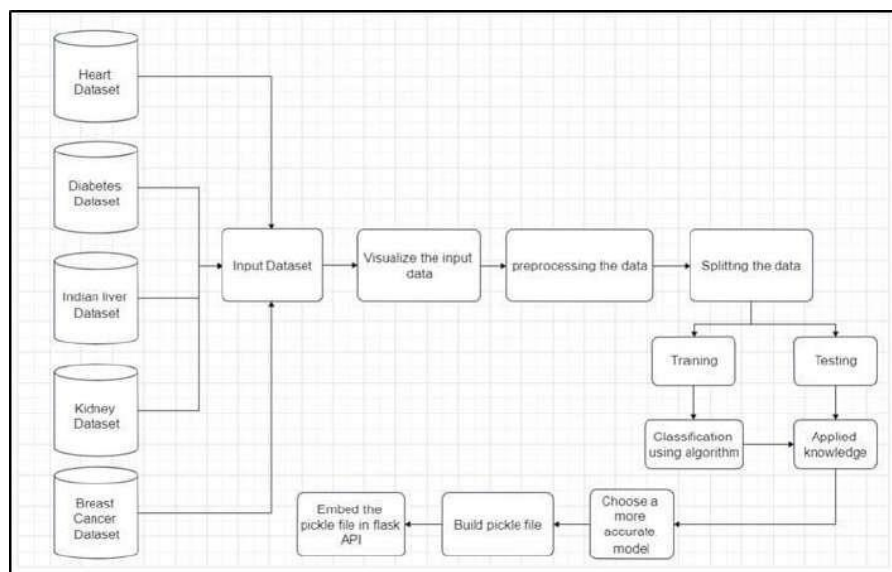 Heart
Dataset
Diabetes
Dataset
Indian liver
Dataset
Kidney
Dataset
Breast
Cancer
Dataset
Input Dataset
Visualize the input
data
preprocessing the data
Splitting the data
Training
Testing
Classification
using algorithm
Applied
knowledge
Choose a
more
accurate
model
Build pickle file
Embed the
pickle file in flask
API